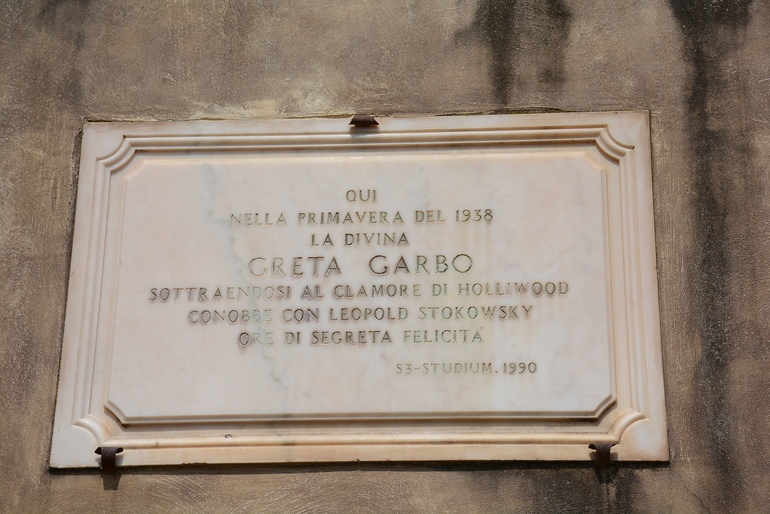 QUI
NELLA PRIMAVERA DEL 1938
LA DIVINA
GRETA GARBO
SOTTRAENDOSI AL CLAMORE DI HOLLIWOOD
CONOBBE CON LEOPOLD STOKOWSKY
ORE DI SEGRETA FELICITÀ
S3-STUDIUM. 1990